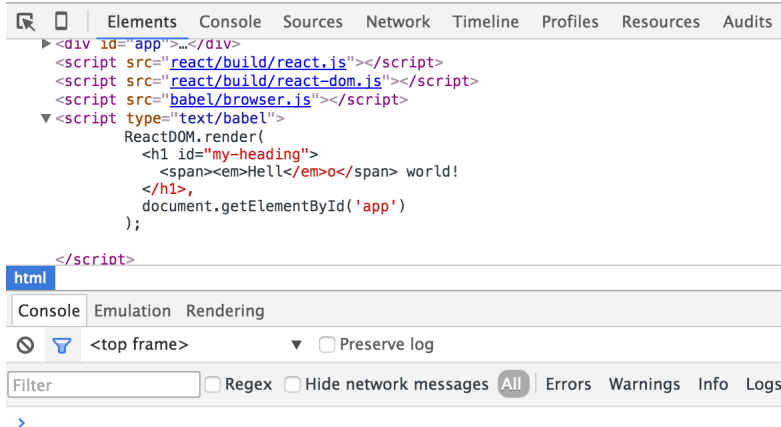 Elements Console Sources Network Timeline Profiles Resources Audits
▶ <div id="app">…</div>
<script src="react/build/react.js"></script>
<script src="react/build/react-dom.js"></script>
<script src="babel/browser.js"></script>
▼ <script type="text/babel">
ReactDOM.render(
<h1 id="my-heading">
<span><em>Hell</em>o</span> world!
</h1>,
document.getElementById('app')
);
</script>
html
Console Emulation Rendering
<top frame> ▼ Preserve log
Filter Regex Hide network messages All Errors Warnings Info Logs
>